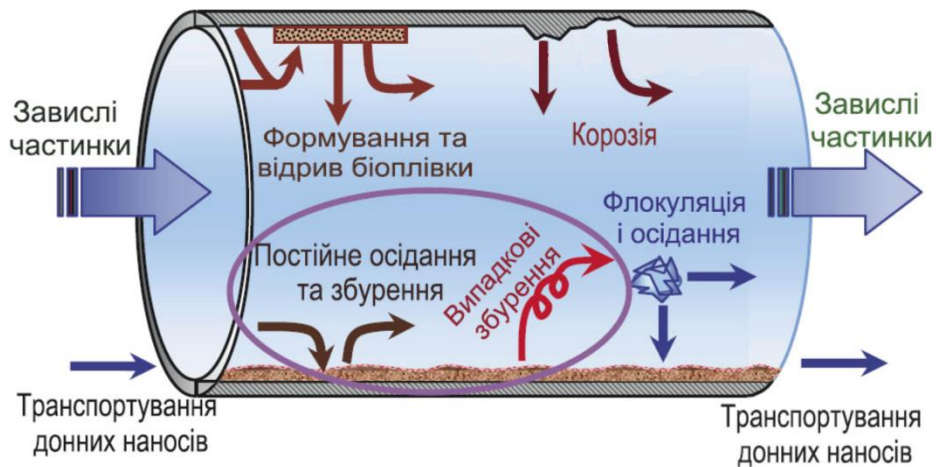 Завислі
частинки
Формування та
відрив біоплівки
Корозія
Завислі
частинки
Флокуляція
і осідання
Постійне осідання
та збурення
Випадкові
збурення
Транспортування
донних наносів
Транспортування
донних наносів